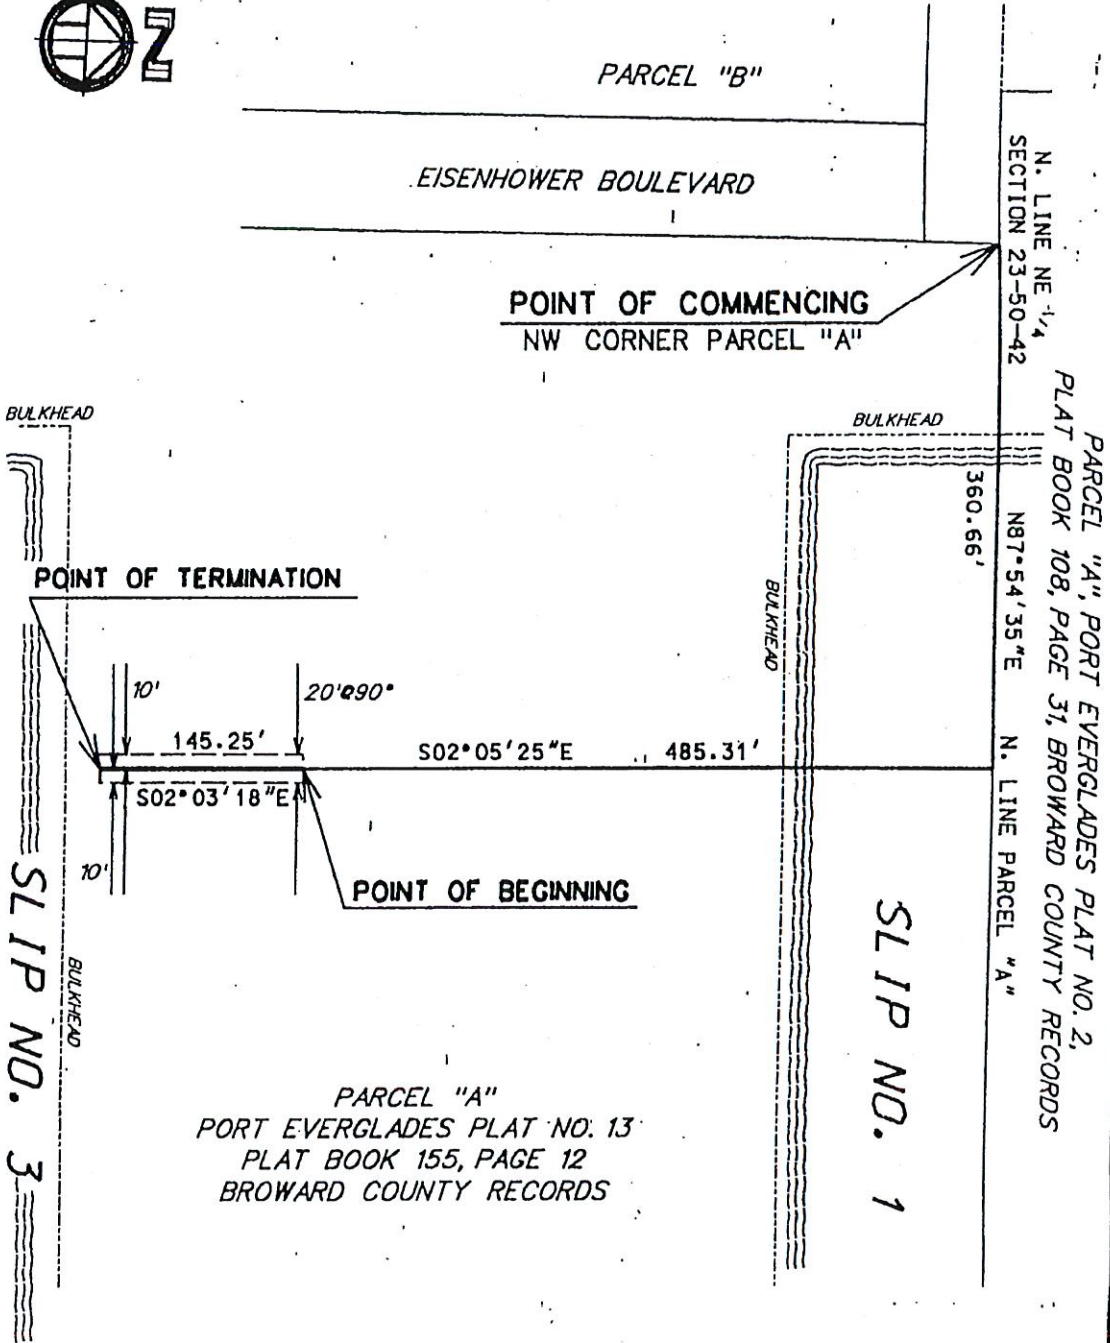 N
PARCEL "B"
EISENHOWER BOULEVARD
N. LINE NE 1/4
SECTION 23-50-42
POINT OF COMMENCING
NW CORNER PARCEL "A"
PARCEL "A", PORT EVERGLADES PLAT NO. 2,
PLAT BOOK 108, PAGE 31, BROWARD COUNTY RECORDS
BULKHEAD
BULKHEAD
360.66'
N87°54'35"E
N. LINE PARCEL "A"
BULKHEAD
POINT OF TERMINATION
10'
20'@90°
145.25'
S02°05'25"E
485.31'
S02°03'18"E
10'
POINT OF BEGINNING
SLIP NO. 1
SLIP NO. 3
BULKHEAD
PARCEL "A"
PORT EVERGLADES PLAT NO. 13
PLAT BOOK 155, PAGE 12
BROWARD COUNTY RECORDS